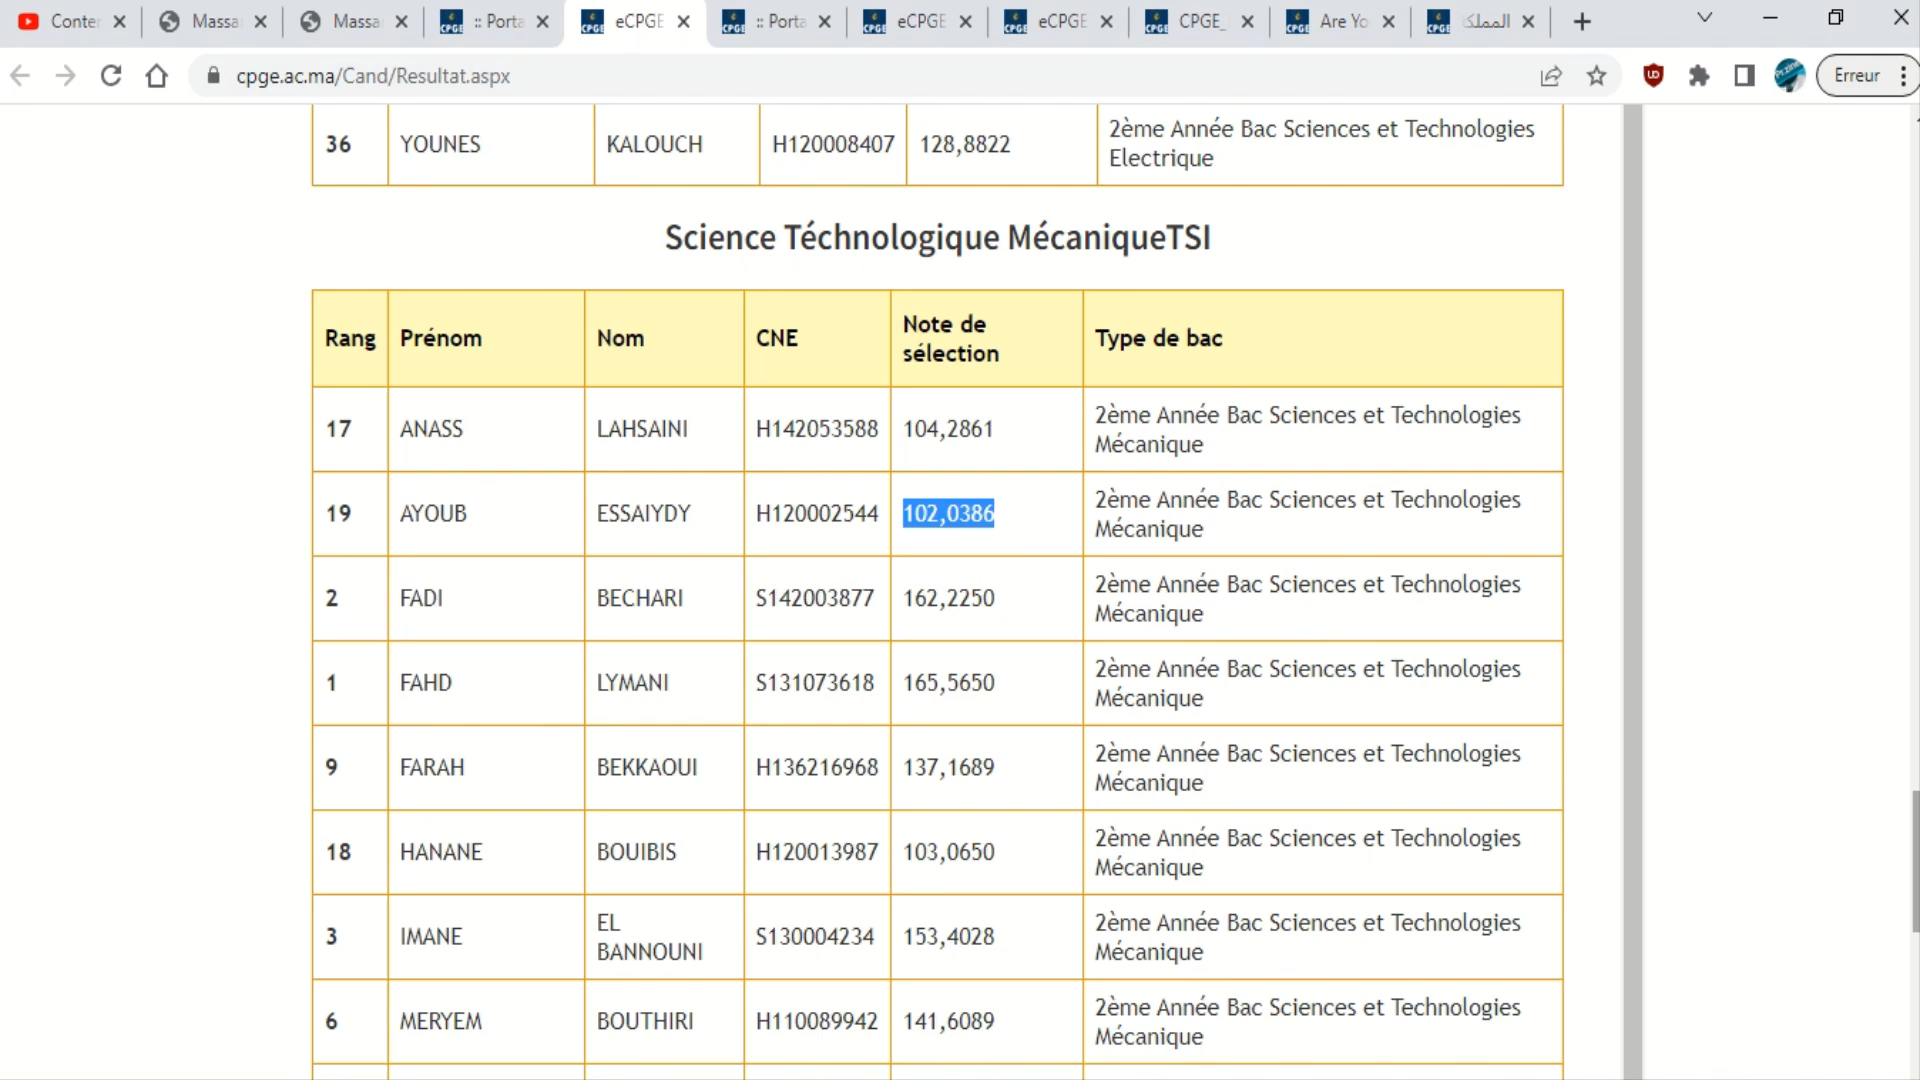 Conter
Massa
Massa
:: Porta
eCPGE
:: Porta
eCPGE
eCPGE
CPGE_
Are Yo
المملكة
cpge.ac.ma/Cand/Resultat.aspx
Erreur
36 YOUNES KALOUCH H120008407 128,8822 2ème Année Bac Sciences et Technologies
Electrique
Science Téchnologique MécaniqueTSI
Rang Prénom Nom CNE Note de
sélection Type de bac
17 ANASS LAHSAINI H142053588 104,2861 2ème Année Bac Sciences et Technologies
Mécanique
19 AYOUB ESSAIYDY H120002544 102,0386 2ème Année Bac Sciences et Technologies
Mécanique
2 FADI BECHARI S142003877 162,2250 2ème Année Bac Sciences et Technologies
Mécanique
1 FAHD LYMANI S131073618 165,5650 2ème Année Bac Sciences et Technologies
Mécanique
9 FARAH BEKKAOUI H136216968 137,1689 2ème Année Bac Sciences et Technologies
Mécanique
18 HANANE BOUIBIS H120013987 103,0650 2ème Année Bac Sciences et Technologies
Mécanique
3 IMANE EL
BANNOUNI S130004234 153,4028 2ème Année Bac Sciences et Technologies
Mécanique
6 MERYEM BOUTHIRI H110089942 141,6089 2ème Année Bac Sciences et Technologies
Mécanique